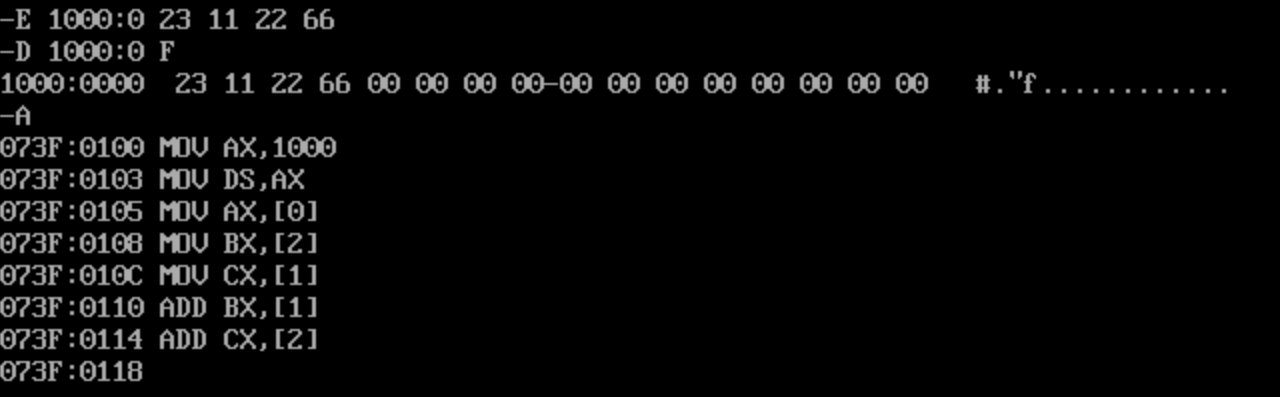 -E 1000:0 23 11 22 66
-D 1000:0 F
1000:0000  23 11 22 66 00 00 00 00-00 00 00 00 00 00 00 00   #."f............
-A
073F:0100 MOV AX,1000
073F:0103 MOV DS,AX
073F:0105 MOV AX,[0]
073F:0108 MOV BX,[2]
073F:010C MOV CX,[1]
073F:0110 ADD BX,[1]
073F:0114 ADD CX,[2]
073F:0118